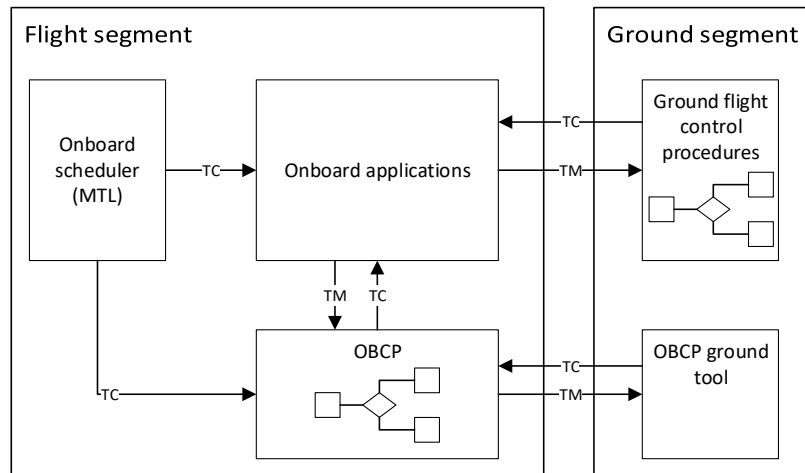 Flight segment
Ground segment
Onboard
scheduler
(MTL)
TC
Onboard applications
TC
TM
Ground flight
control
procedures
TM
TC
OBCP
TC
TC
TM
OBCP ground
tool